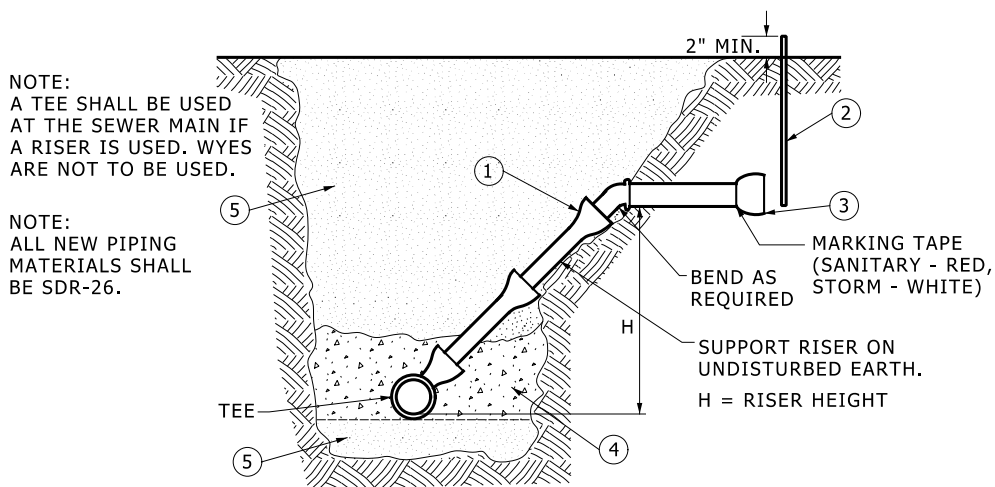 2" MIN.
NOTE:
A TEE SHALL BE USED
AT THE SEWER MAIN IF
A RISER IS USED. WYES
ARE NOT TO BE USED.
2
1
5
3
NOTE:
ALL NEW PIPING
MATERIALS SHALL
BE SDR-26.
MARKING TAPE
(SANITARY - RED,
STORM - WHITE)
BEND AS
REQUIRED
H
SUPPORT RISER ON
UNDISTURBED EARTH.
H = RISER HEIGHT
TEE
4
5